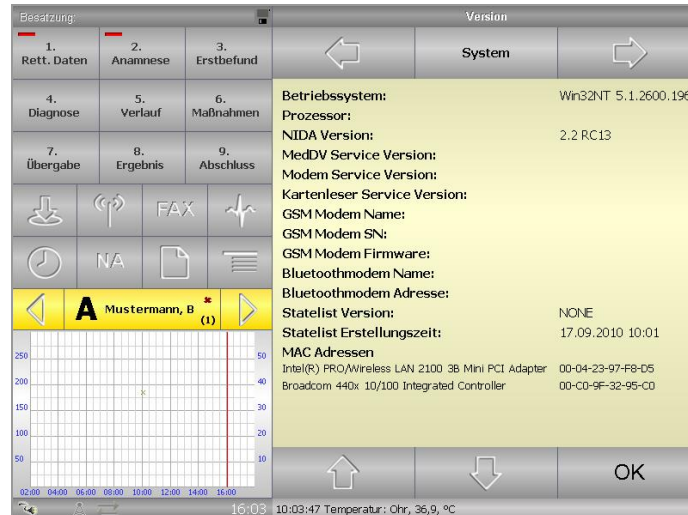 Besatzung:
1.
Rett. Daten
2.
Anamnese
3.
Erstbefund
4.
Diagnose
5.
Verlauf
6.
Maßnahmen
7.
Übergabe
8.
Ergebnis
9.
Abschluss
FAX
NA
A Mustermann, B (1)
250 50
200 40
150 30
100 20
50 10
02:00 04:00 06:00 08:00 10:00 12:00 14:00 16:00
16:03
Version
System
Betriebssystem: Win32NT 5.1.2600.196
Prozessor:
NIDA Version: 2.2 RC13
MedDV Service Version:
Modem Service Version:
Kartenleser Service Version:
GSM Modem Name:
GSM Modem SN:
GSM Modem Firmware:
Bluetoothmodem Name:
Bluetoothmodem Adresse:
Statelist Version: NONE
Statelist Erstellungszeit: 17.09.2010 10:01
MAC Adressen
Intel(R) PRO/Wireless LAN 2100 3B Mini PCI Adapter 00-04-23-97-F8-D5
Broadcom 440x 10/100 Integrated Controller 00-C0-9F-32-95-C0
OK
10:03:47 Temperatur: Ohr, 36,9, ºC